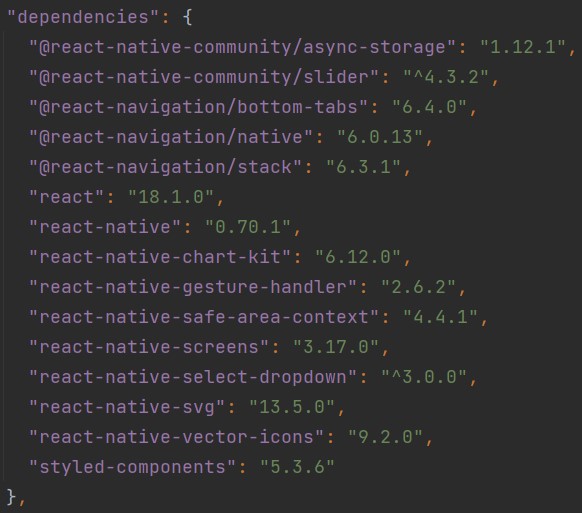 "dependencies": {
"@react-native-community/async-storage": "1.12.1",
"@react-native-community/slider": "^4.3.2",
"@react-navigation/bottom-tabs": "6.4.0",
"@react-navigation/native": "6.0.13",
"@react-navigation/stack": "6.3.1",
"react": "18.1.0",
"react-native": "0.70.1",
"react-native-chart-kit": "6.12.0",
"react-native-gesture-handler": "2.6.2",
"react-native-safe-area-context": "4.4.1",
"react-native-screens": "3.17.0",
"react-native-select-dropdown": "^3.0.0",
"react-native-svg": "13.5.0",
"react-native-vector-icons": "9.2.0",
"styled-components": "5.3.6"
},